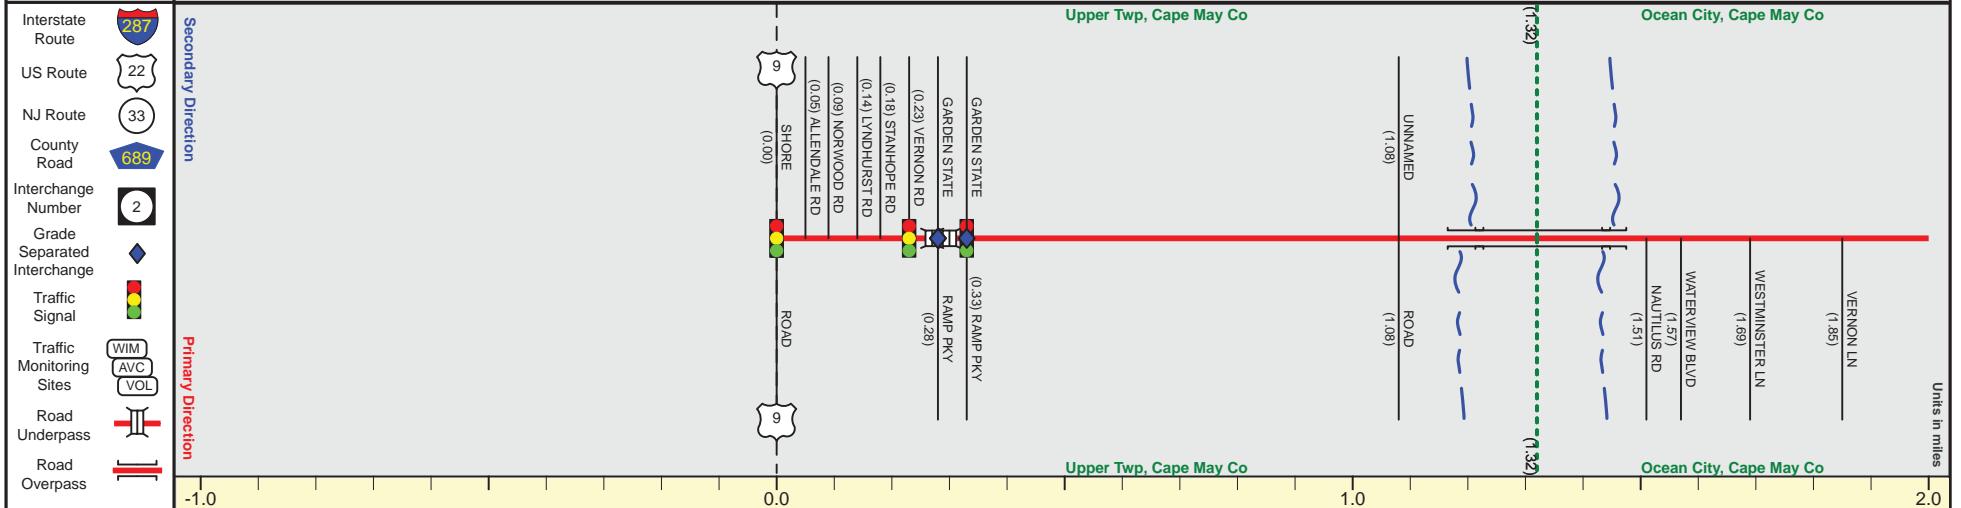 Interstate
Route
287
US Route
22
NJ Route
33
County
Road
689
Interchange
Number
2
Grade
Separated
Interchange
Traffic
Signal
Traffic
Monitoring
Sites
WIM
AVC
VOL
Road
Underpass
Road
Overpass
Secondary Direction
Primary Direction
Upper Twp, Cape May Co
Ocean City, Cape May Co
(1.32)
9
SHORE
(0.00)
(0.05) ALLENDALE RD
(0.09) NORWOOD RD
(0.14) LYNDHURST RD
(0.18) STANHOPE RD
(0.23) VERNON RD
GARDEN STATE
GARDEN STATE
UNNAMED
(1.08)
ROAD
9
RAMP PKY
(0.28)
(0.33) RAMP PKY
ROAD
(1.08)
NAUTILUS RD
(1.51)
WATERVIEW BLVD
(1.57)
WESTMINSTER LN
(1.69)
VERNON LN
(1.85)
Units in miles
Upper Twp, Cape May Co
(1.32)
Ocean City, Cape May Co
-1.0
0.0
1.0
2.0